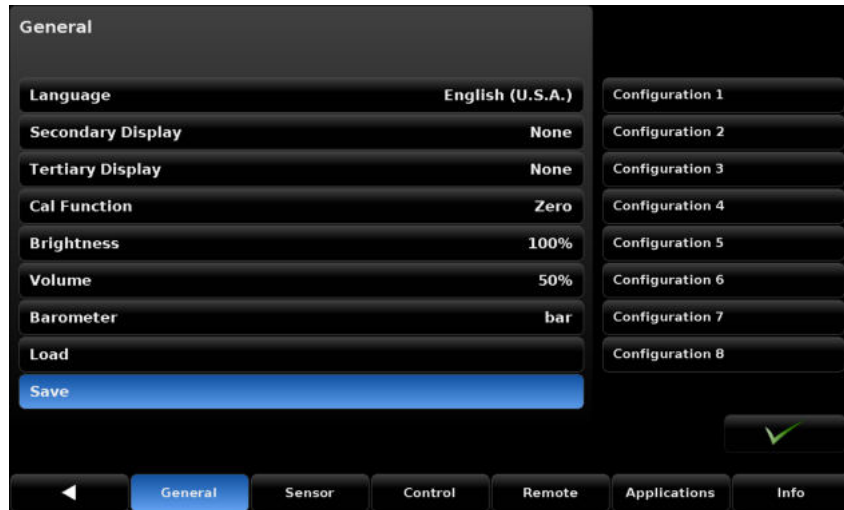 General
Language English (U.S.A.)
Secondary Display None
Tertiary Display None
Cal Function Zero
Brightness 100%
Volume 50%
Barometer bar
Load
Save
Configuration 1
Configuration 2
Configuration 3
Configuration 4
Configuration 5
Configuration 6
Configuration 7
Configuration 8
General Sensor Control Remote Applications Info